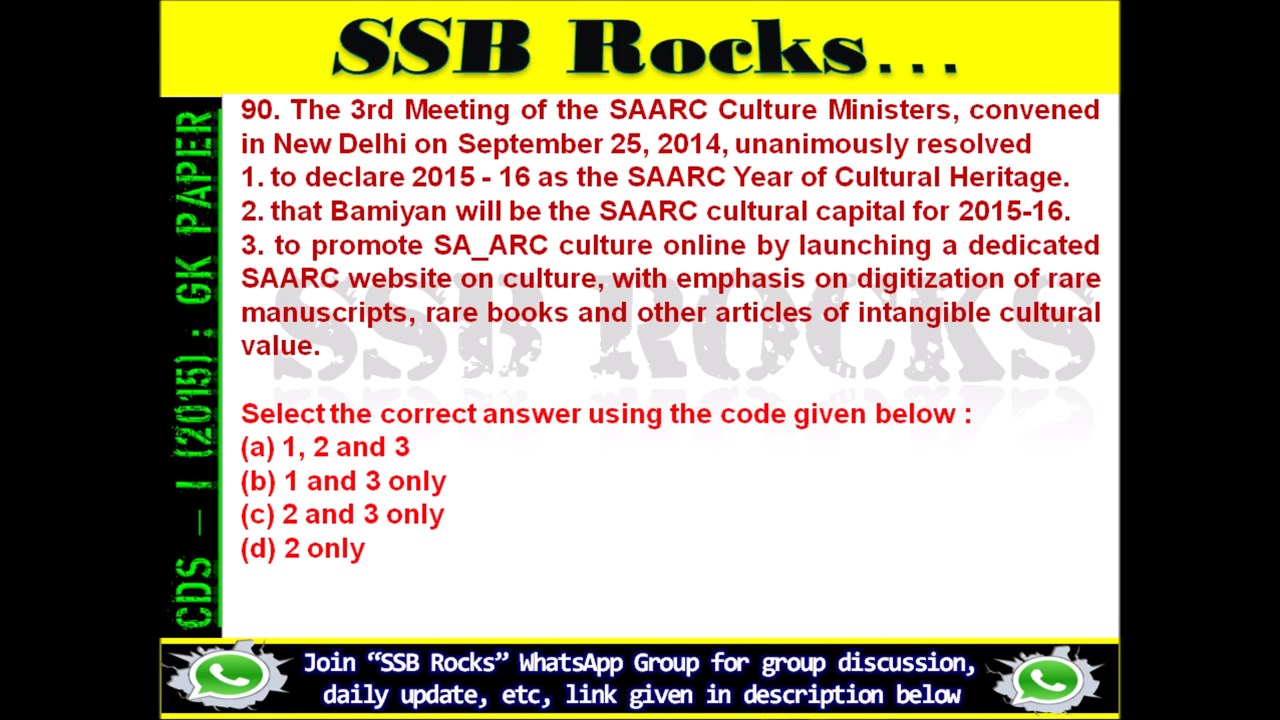 SSB Rocks...
CDS – I (2015) : GK PAPER
90. The 3rd Meeting of the SAARC Culture Ministers, convened
in New Delhi on September 25, 2014, unanimously resolved
1. to declare 2015 - 16 as the SAARC Year of Cultural Heritage.
2. that Bamiyan will be the SAARC cultural capital for 2015-16.
3. to promote SA_ARC culture online by launching a dedicated
SAARC website on culture, with emphasis on digitization of rare
manuscripts, rare books and other articles of intangible cultural
value.
SSB ROCKS
Select the correct answer using the code given below :
(a) 1, 2 and 3
(b) 1 and 3 only
(c) 2 and 3 only
(d) 2 only
Join “SSB Rocks” WhatsApp Group for group discussion,
daily update, etc, link given in description below